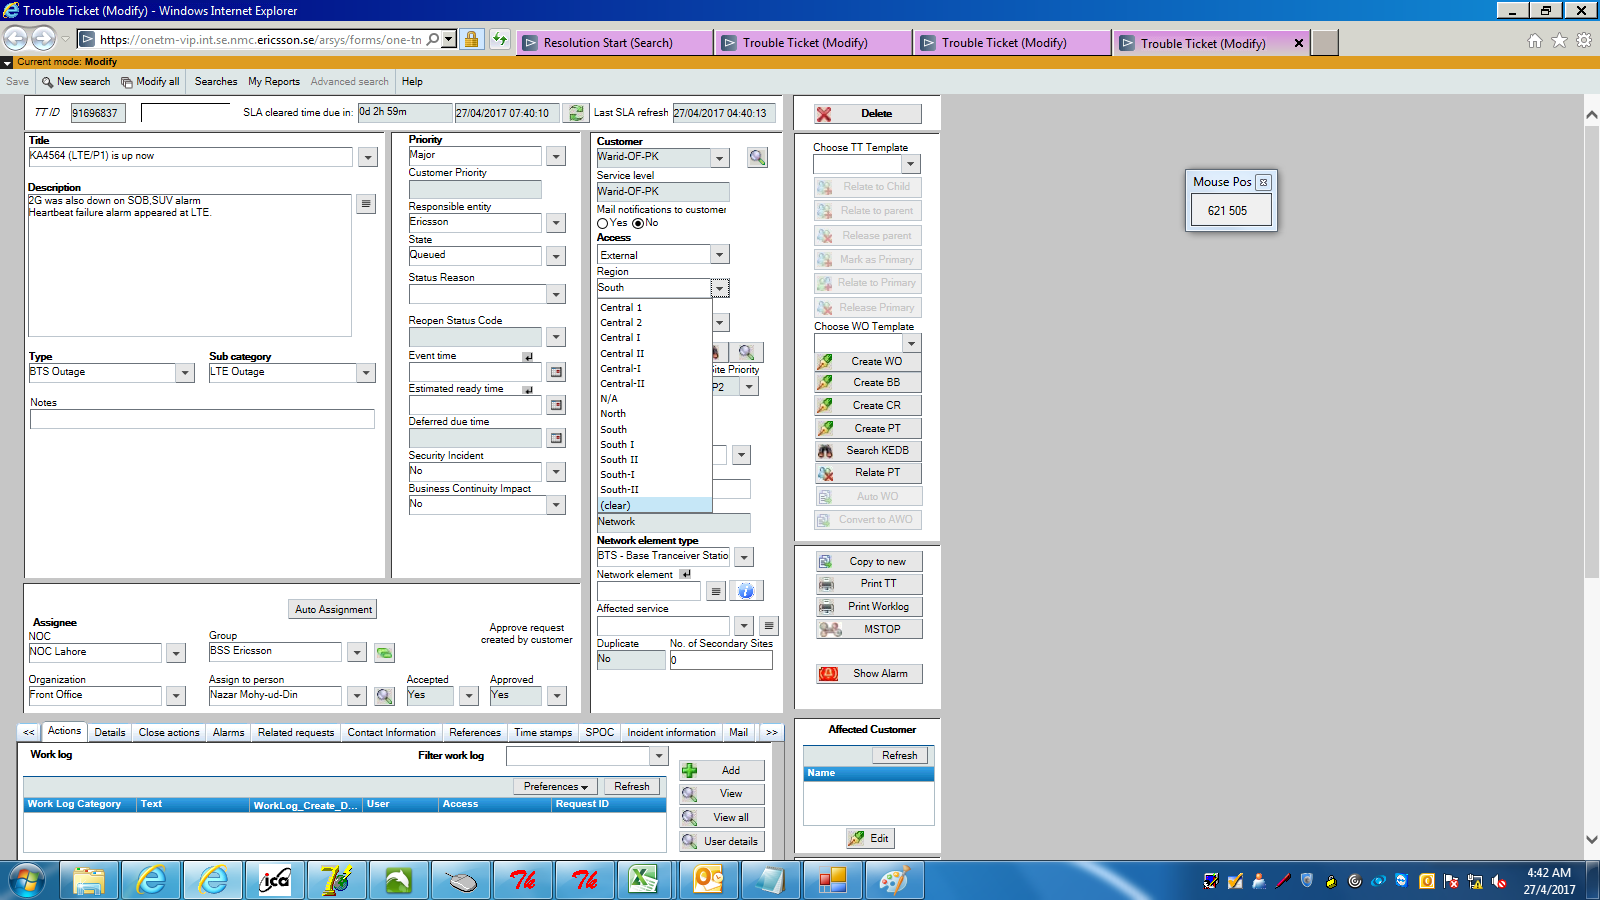 Trouble Ticket (Modify) - Windows Internet Explorer
https://onetm-vip.int.se.nmc.ericsson.se/arsys/forms/one-tn
Resolution Start (Search)
Trouble Ticket (Modify)
Trouble Ticket (Modify)
Trouble Ticket (Modify)
Current mode: Modify
Save New search Modify all Searches My Reports Advanced search Help
TT ID 91696837 SLA cleared time due in: 0d 2h 59m 27/04/2017 07:40:10 Last SLA refresh 27/04/2017 04:40:13
Title
KA4564 (LTE/P1) is up now
Description
2G was also down on SOB,SUV alarm
Heartbeat failure alarm appeared at LTE.
Type
BTS Outage
Sub category
LTE Outage
Notes
Priority
Major
Customer Priority
Responsible entity
Ericsson
State
Queued
Status Reason
Reopen Status Code
Event time
Estimated ready time
Deferred due time
Security Incident
No
Business Continuity Impact
No
Customer
Warid-OF-PK
Service level
Warid-OF-PK
Mail notifications to customer
Yes No
Access
External
Region
South
Central 1
Central 2
Central I
Central II
Central-I
Central-II
N/A
North
South
South I
South II
South-I
South-II
(clear)
Site Priority
P2
Network
Network element type
BTS - Base Tranceiver Statio
Network element
Affected service
Duplicate
No
No. of Secondary Sites
0
Auto Assignment
Assignee
NOC
NOC Lahore
Group
BSS Ericsson
Approve request
created by customer
Organization
Front Office
Assign to person
Nazar Mohy-ud-Din
Accepted
Yes
Approved
Yes
Delete
Choose TT Template
Relate to Child
Relate to parent
Release parent
Mark as Primary
Relate to Primary
Release Primary
Choose WO Template
Create WO
Create BB
Create CR
Create PT
Search KEDB
Relate PT
Auto WO
Convert to AWO
Copy to new
Print TT
Print Worklog
MSTOP
Show Alarm
Mouse Pos
621 505
<< Actions Details Close actions Alarms Related requests Contact Information References Time stamps SPOC Incident information Mail >>
Work log
Filter work log
Preferences Refresh
Work Log Category Text WorkLog_Create_D... User Access Request ID
Add
View
View all
User details
Affected Customer
Refresh
Name
Edit
ica
Tk
Tk
4:42 AM
27/4/2017